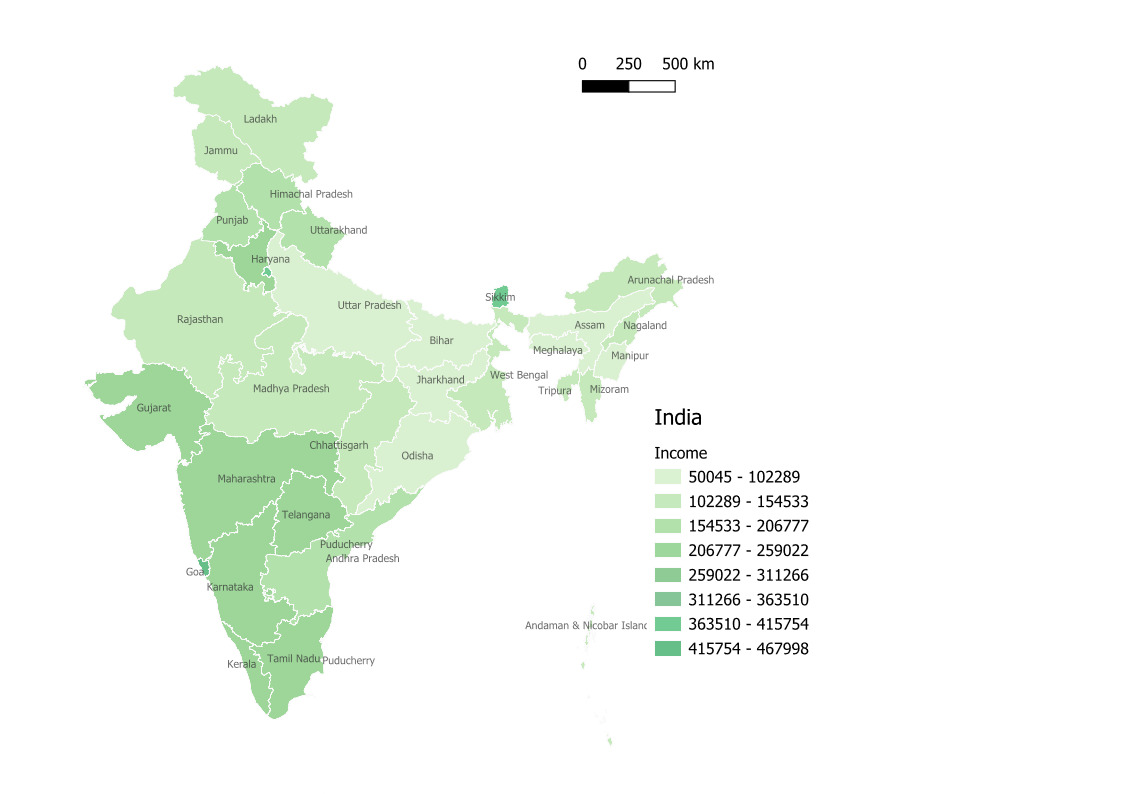 0 250 500 km
Ladakh
Jammu
Himachal Pradesh
Punjab
Uttarakhand
Haryana
Arunachal Pradesh
Sikkim
Uttar Pradesh
Rajasthan
Assam
Nagaland
Bihar
Meghalaya
Manipur
West Bengal
Jharkhand
Madhya Pradesh
Tripura
Mizoram
Gujarat
Chhattisgarh
Odisha
Maharashtra
Telangana
Puducherry
Andhra Pradesh
Goa
Karnataka
Andaman & Nicobar Island
Kerala
Tamil Nadu
Puducherry
India
Income
50045 - 102289
102289 - 154533
154533 - 206777
206777 - 259022
259022 - 311266
311266 - 363510
363510 - 415754
415754 - 467998